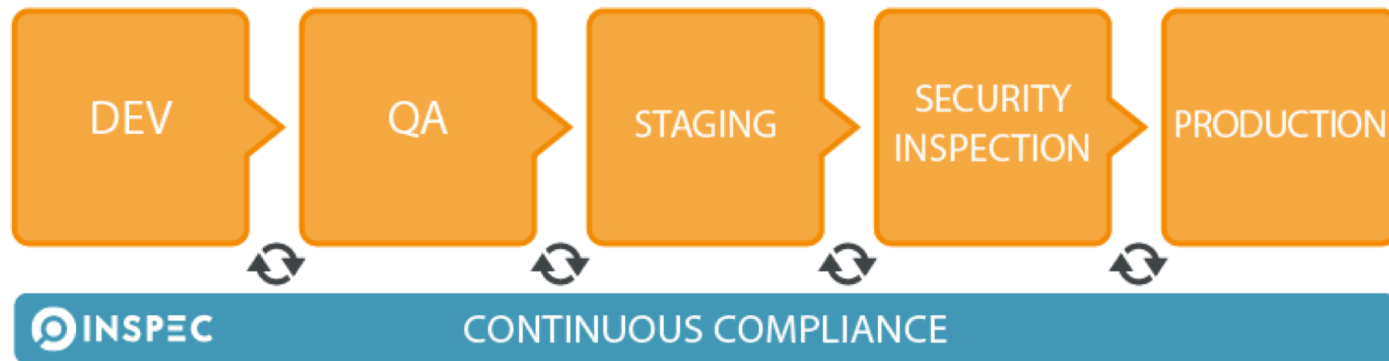 DEV
QA
STAGING
SECURITY
INSPECTION
PRODUCTION
INSPEC
CONTINUOUS COMPLIANCE